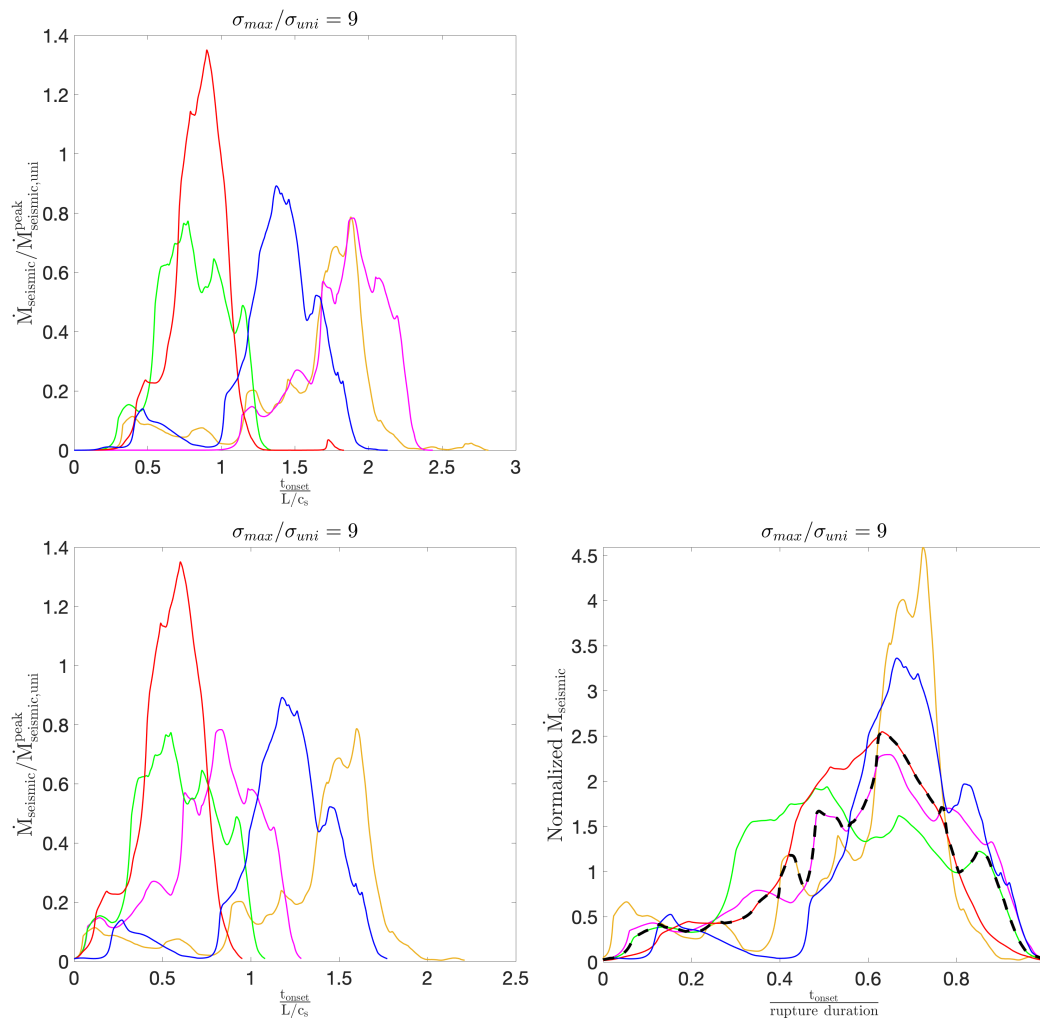 σmax/σuni = 9
1.4
1.2
1
0.8
0.6
0.4
0.2
0
Ṁseismic/Ṁpeakseismic,uni
0 0.5 1 1.5 2 2.5 3
tonset
L/cs
σmax/σuni = 9
1.4
1.2
1
0.8
0.6
0.4
0.2
0
Ṁseismic/Ṁpeakseismic,uni
0 0.5 1 1.5 2 2.5
tonset
L/cs
σmax/σuni = 9
4.5
4
3.5
3
2.5
2
1.5
1
0.5
0
Normalized Ṁseismic
0 0.2 0.4 0.6 0.8
tonset
rupture duration